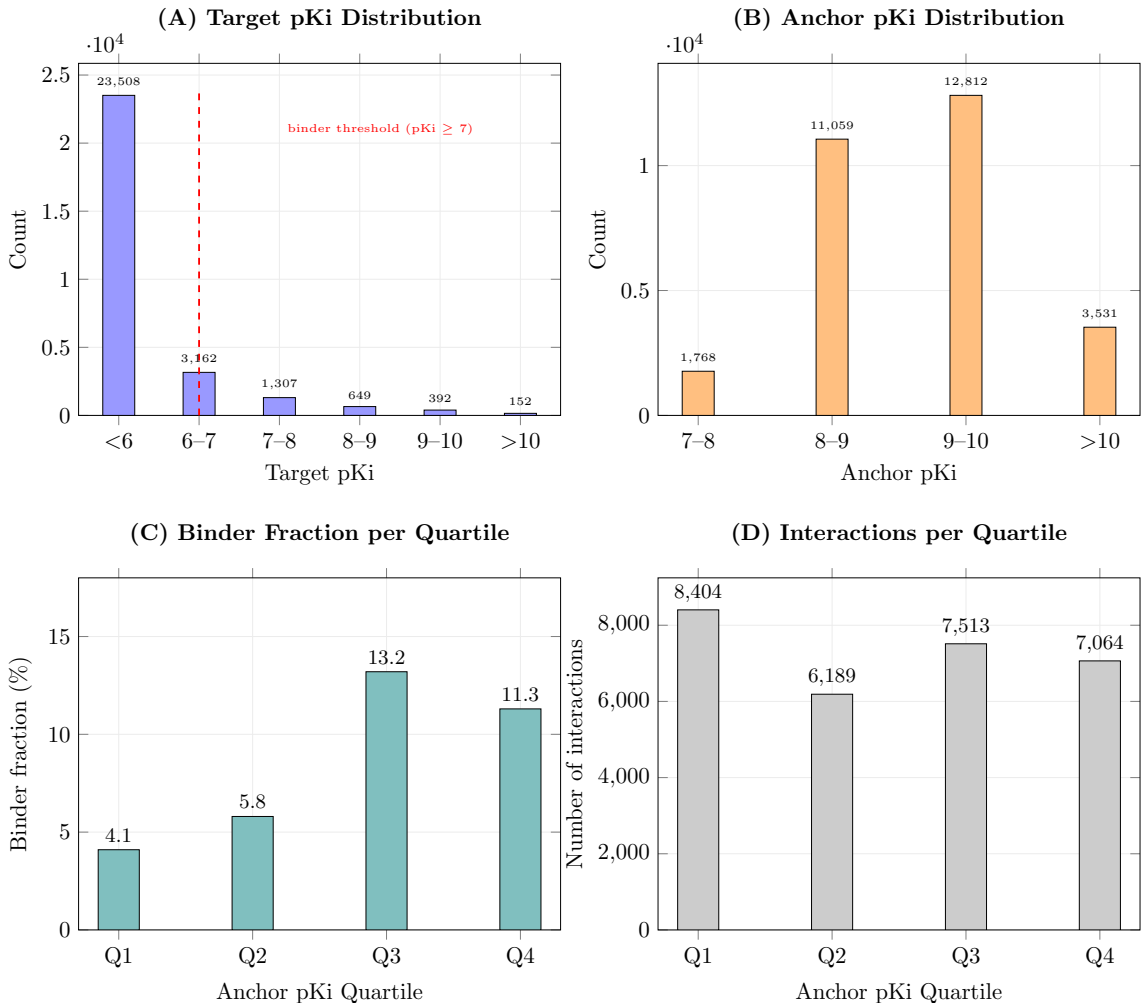 (A) Target pKi Distribution
·10^4
2.5
2
1.5
1
0.5
0
Count
23,508
3,162
1,307
649
392
152
binder threshold (pKi ≥ 7)
<6
6–7
7–8
8–9
9–10
>10
Target pKi
(B) Anchor pKi Distribution
·10^4
1
0.5
0
Count
1,768
11,059
12,812
3,531
7–8
8–9
9–10
>10
Anchor pKi
(C) Binder Fraction per Quartile
15
10
5
0
Binder fraction (%)
4.1
5.8
13.2
11.3
Q1
Q2
Q3
Q4
Anchor pKi Quartile
(D) Interactions per Quartile
8,000
6,000
4,000
2,000
0
Number of interactions
8,404
6,189
7,513
7,064
Q1
Q2
Q3
Q4
Anchor pKi Quartile